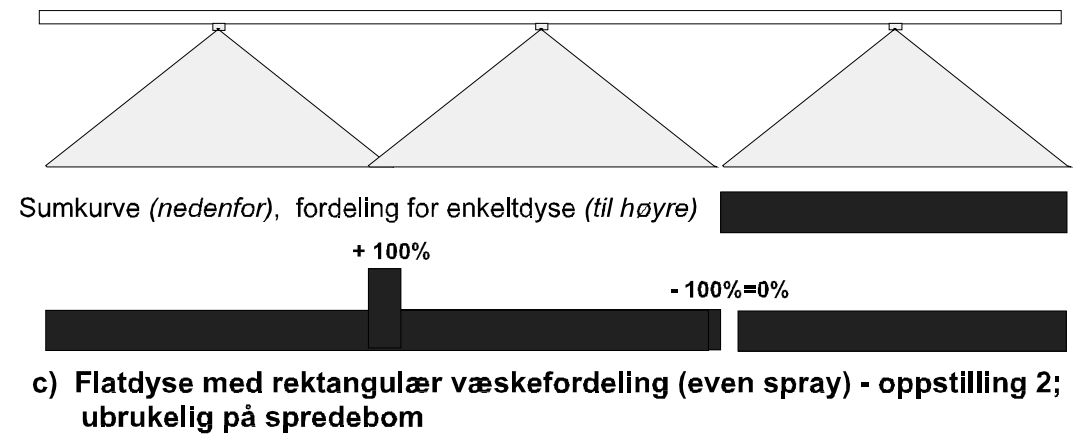 Sumkurve (nedenfor), fordeling for enkeltdyse (til høyre)
+ 100%
- 100%=0%
c) Flatdyse med rektangulær væskefordeling (even spray) - oppstilling 2;
ubrukelig på spredebom